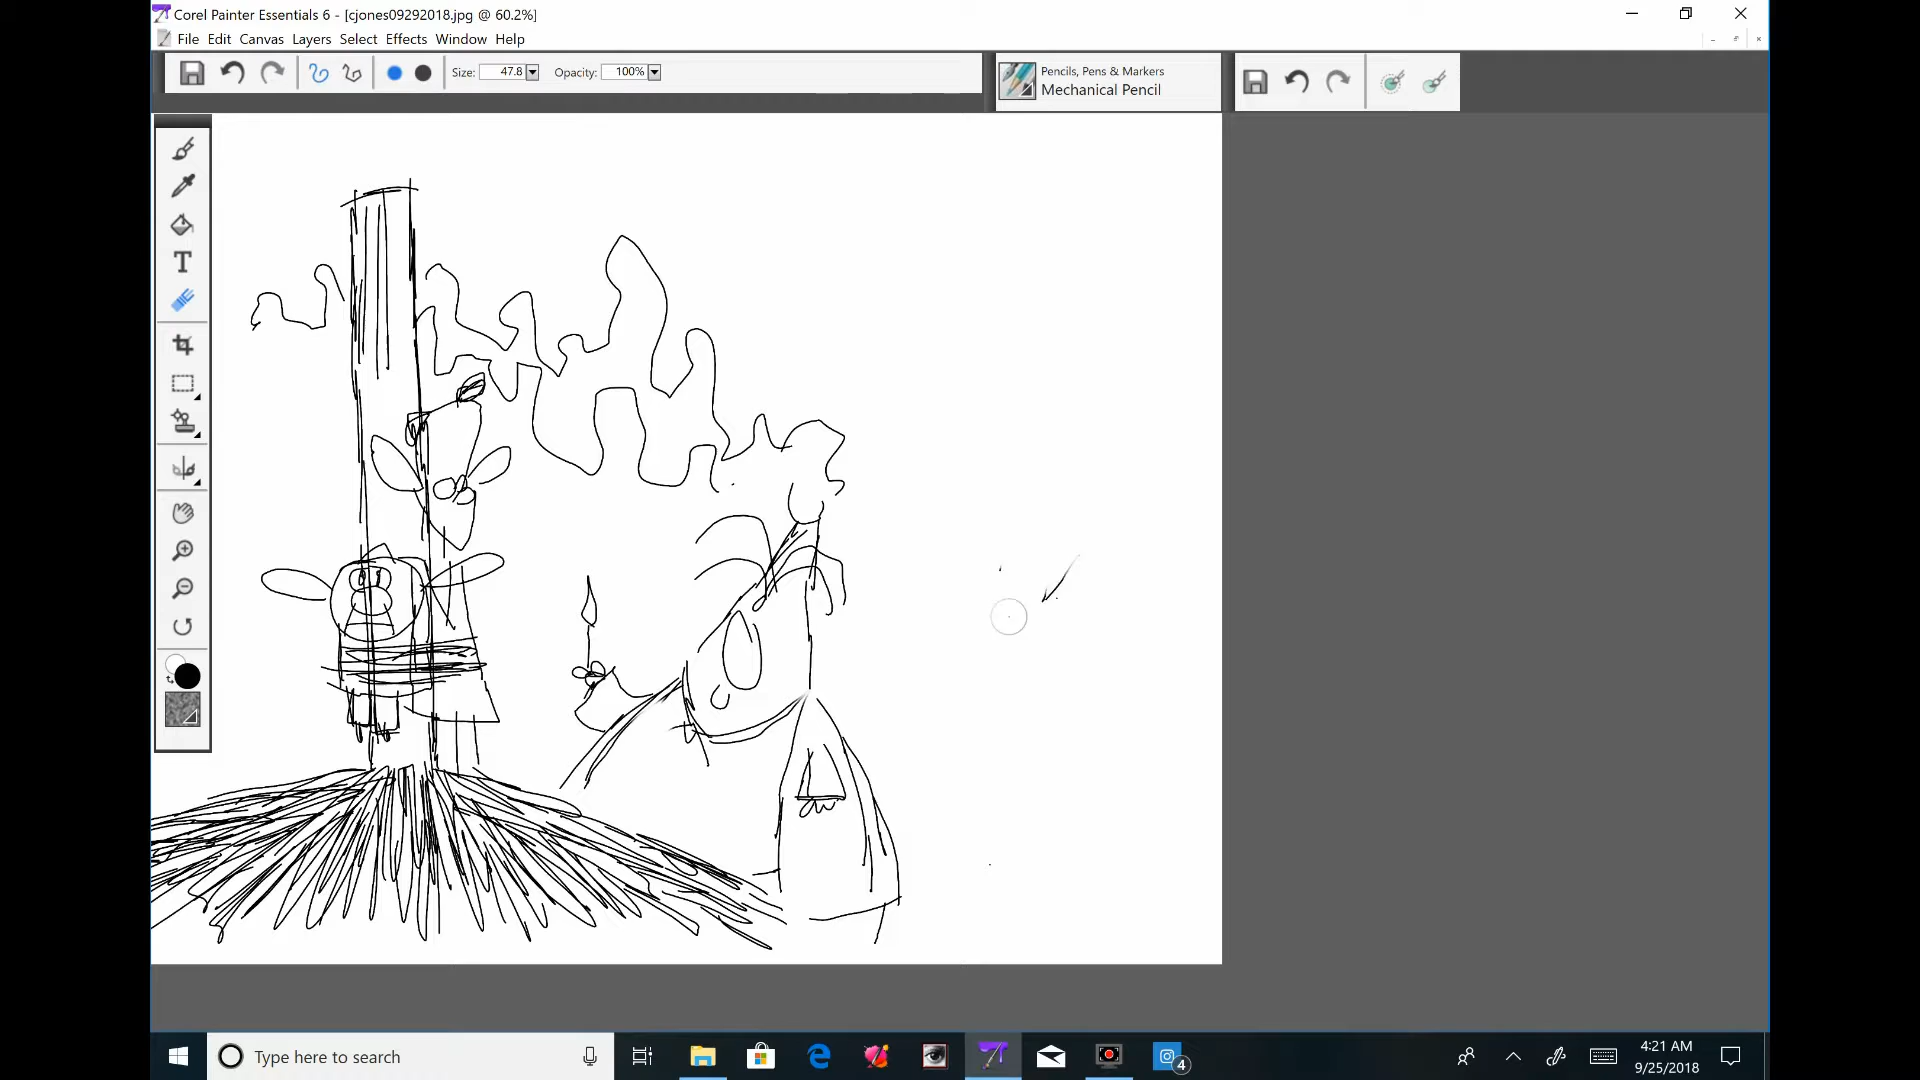 Corel Painter Essentials 6 - [cjones09292018.jpg @ 60.2%]
File Edit Canvas Layers Select Effects Window Help
Size: 47.8 Opacity: 100%
Pencils, Pens & Markers
Mechanical Pencil
T
Type here to search
4
4:21 AM
9/25/2018